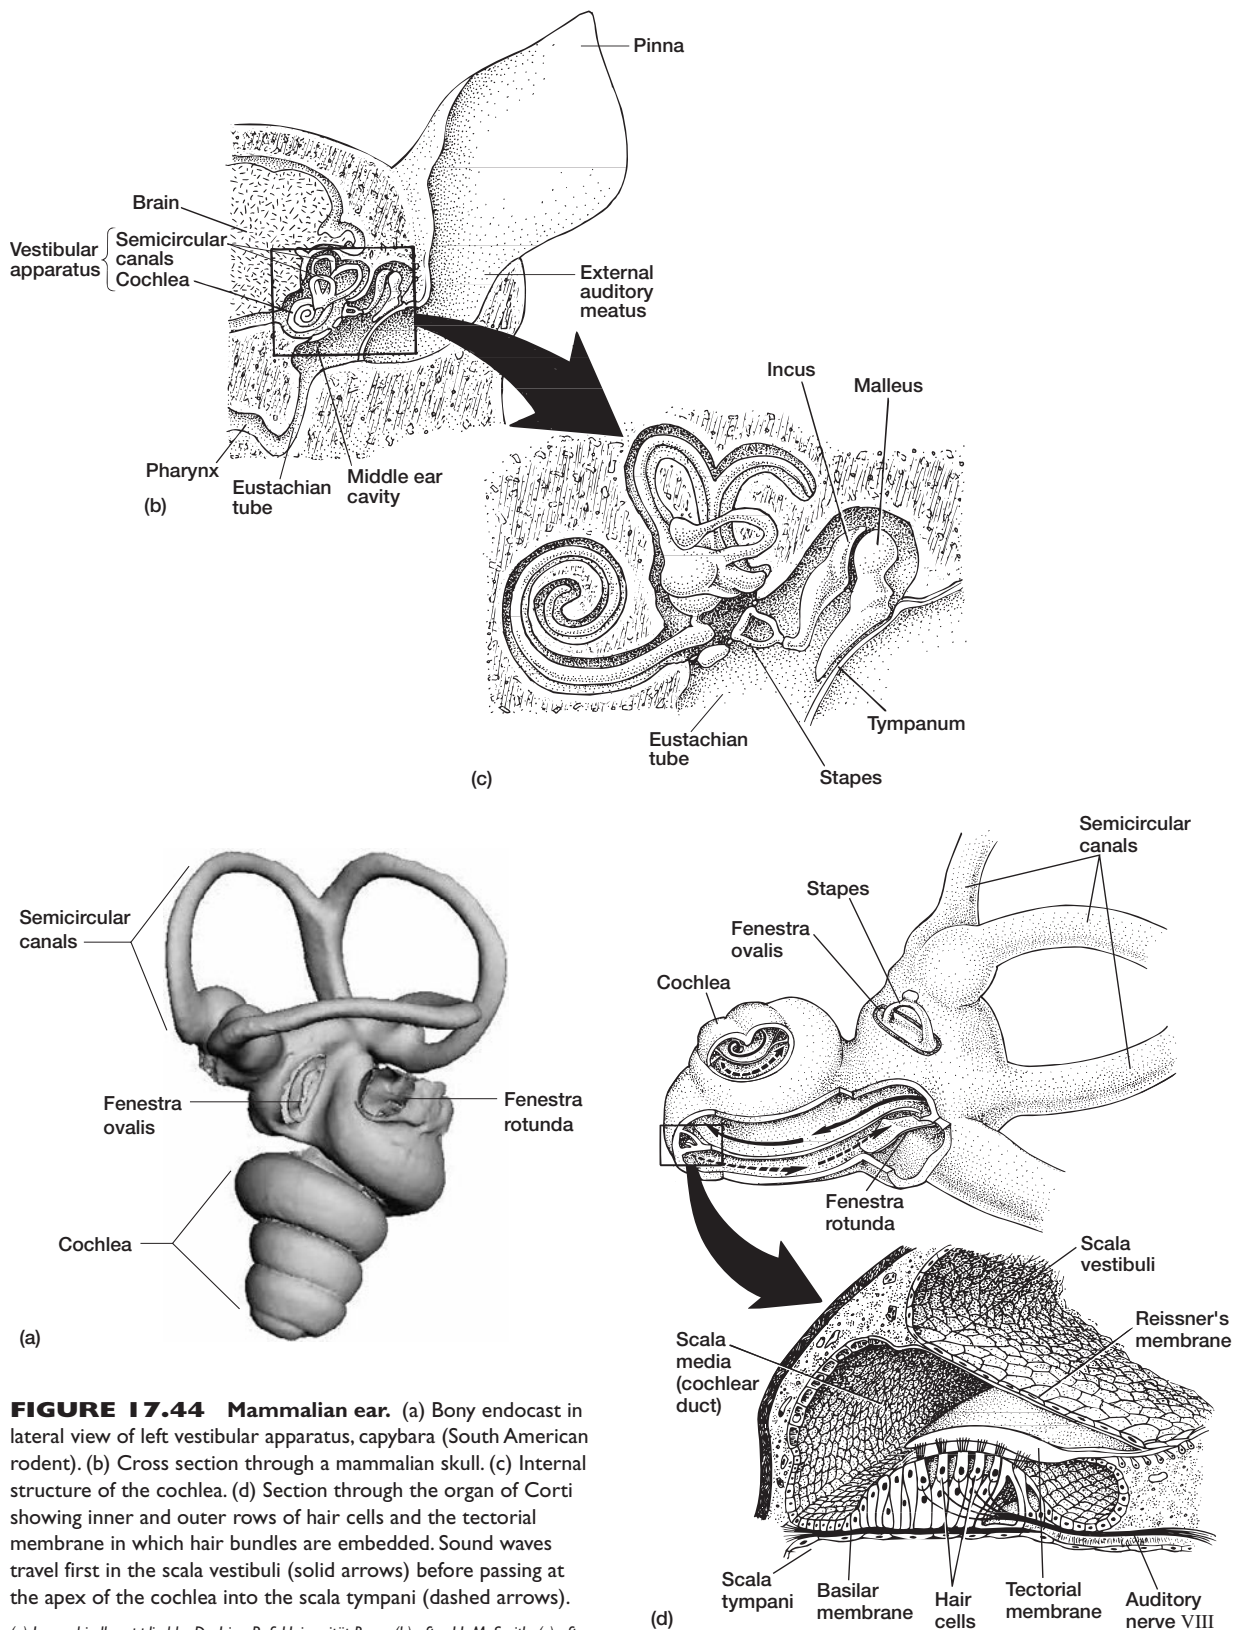 Pinna
Brain
Vestibular
apparatus
Semicircular
canals
Cochlea
External
auditory
meatus
Pharynx
Eustachian
tube
Middle ear
cavity
(b)
Incus
Malleus
Tympanum
Eustachian
tube
Stapes
(c)
Semicircular
canals
Fenestra
ovalis
Fenestra
rotunda
Cochlea
(a)
Semicircular
canals
Stapes
Fenestra
ovalis
Cochlea
Fenestra
rotunda
Scala
vestibuli
Reissner's
membrane
Scala
media
(cochlear
duct)
Scala
tympani
Basilar
membrane
Hair
cells
Tectorial
membrane
Auditory
nerve VIII
(d)
FIGURE 17.44 Mammalian ear. (a) Bony endocast in
lateral view of left vestibular apparatus, capybara (South American
rodent). (b) Cross section through a mammalian skull. (c) Internal
structure of the cochlea. (d) Section through the organ of Corti
showing inner and outer rows of hair cells and the tectorial
membrane in which hair bundles are embedded. Sound waves
travel first in the scala vestibuli (solid arrows) before passing at
the apex of the cochlea into the scala tympani (dashed arrows).